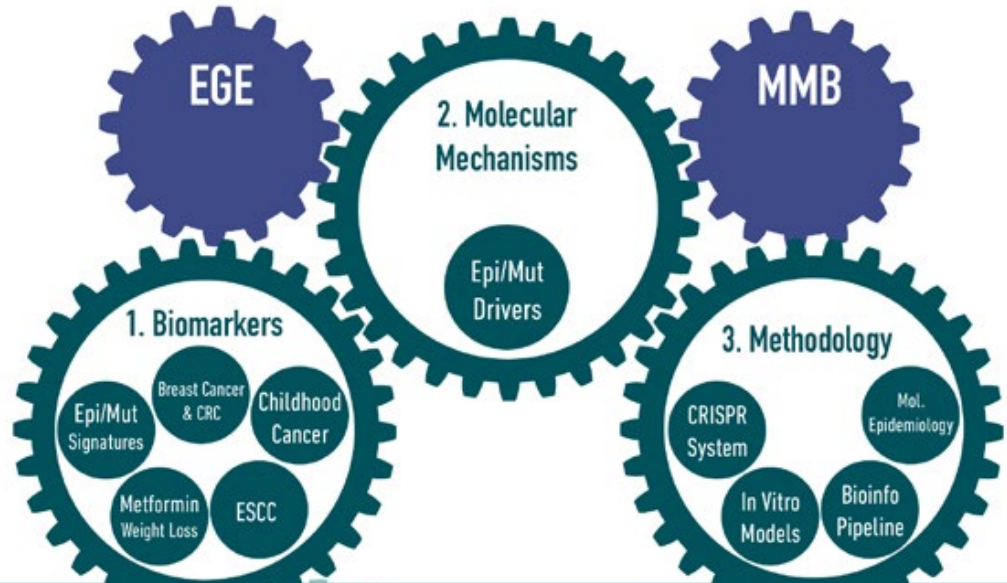 EGE
2. Molecular
Mechanisms
MMB
Epi/Mut
Drivers
1. Biomarkers
Epi/Mut
Signatures
Breast Cancer
& CRC
Childhood
Cancer
Metformin
Weight Loss
ESCC
3. Methodology
CRISPR
System
Mol.
Epidemiology
In Vitro
Models
Bioinfo
Pipeline